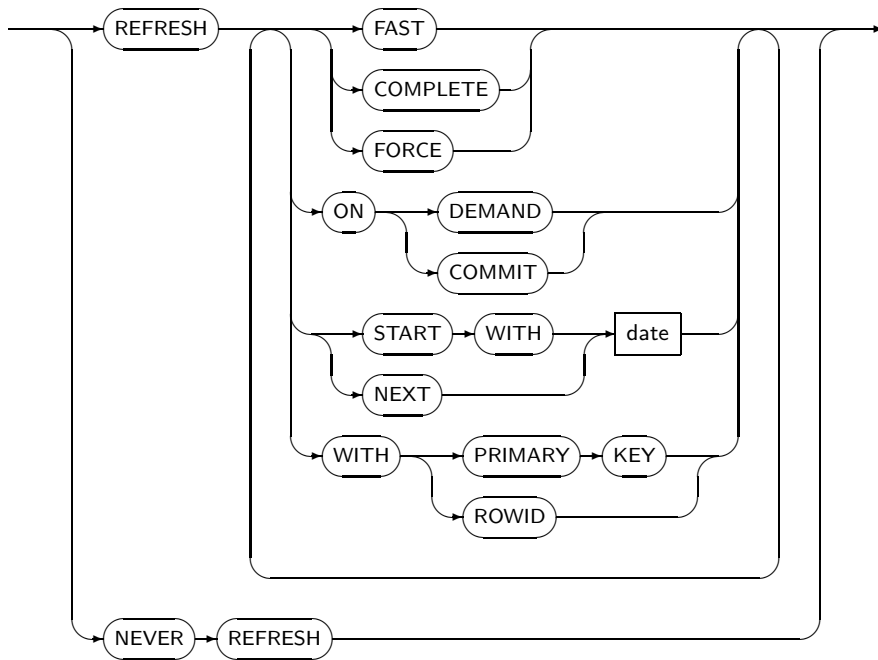 REFRESH FAST
COMPLETE
FORCE
ON DEMAND
COMMIT
START WITH date
NEXT
WITH PRIMARY KEY
ROWID
NEVER REFRESH